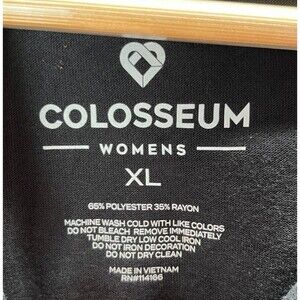 COLOSSEUM
WOMENS
XL
65% POLYESTER 35% RAYON
MACHINE WASH COLD WITH LIKE COLORS
DO NOT BLEACH REMOVE IMMEDIATELY
TUMBLE DRY LOW COOL IRON
DO NOT IRON DECORATION
DO NOT DRY CLEAN
MADE IN VIETNAM
RN#114166